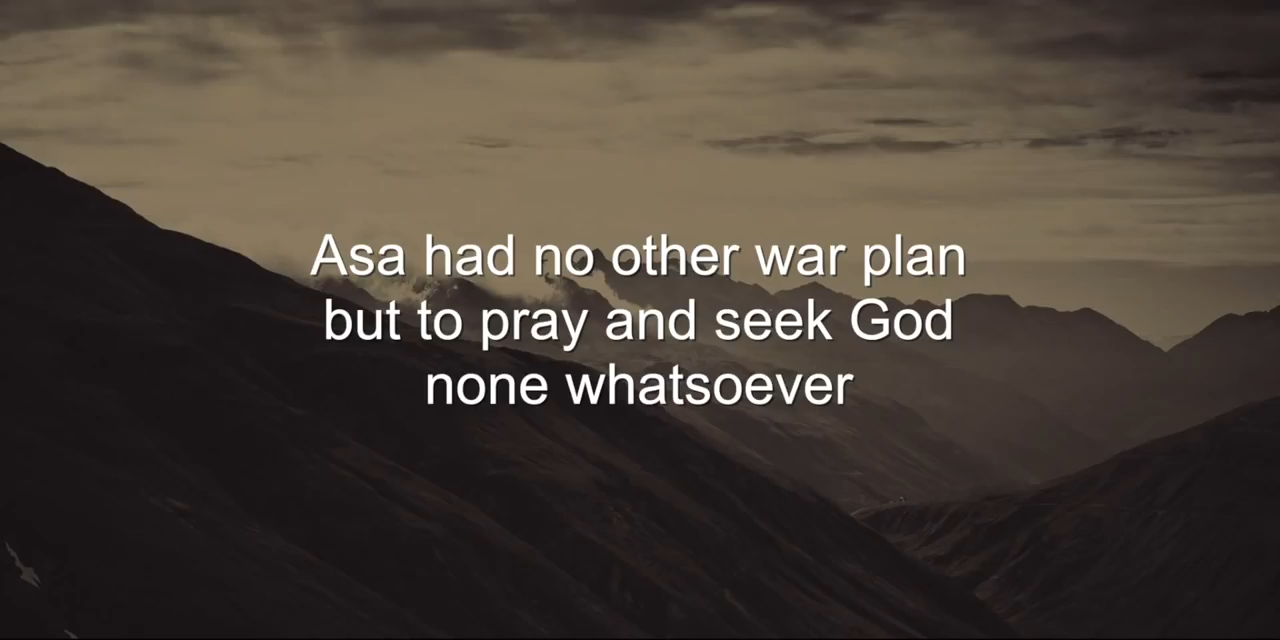 Asa had no other war plan
but to pray and seek God
none whatsoever